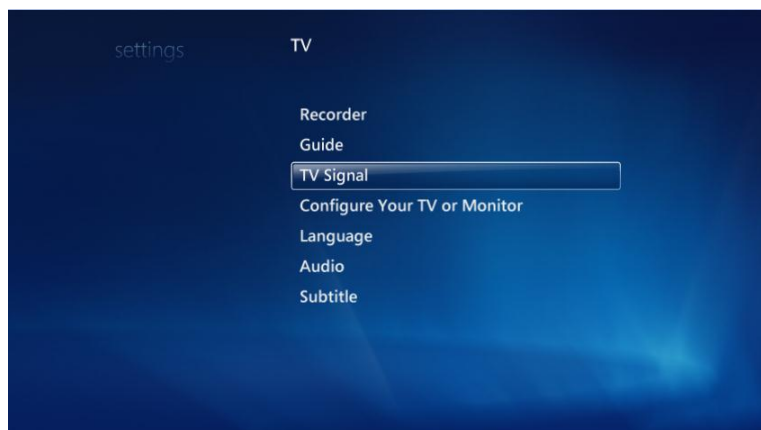 settings
TV
Recorder
Guide
TV Signal
Configure Your TV or Monitor
Language
Audio
Subtitle